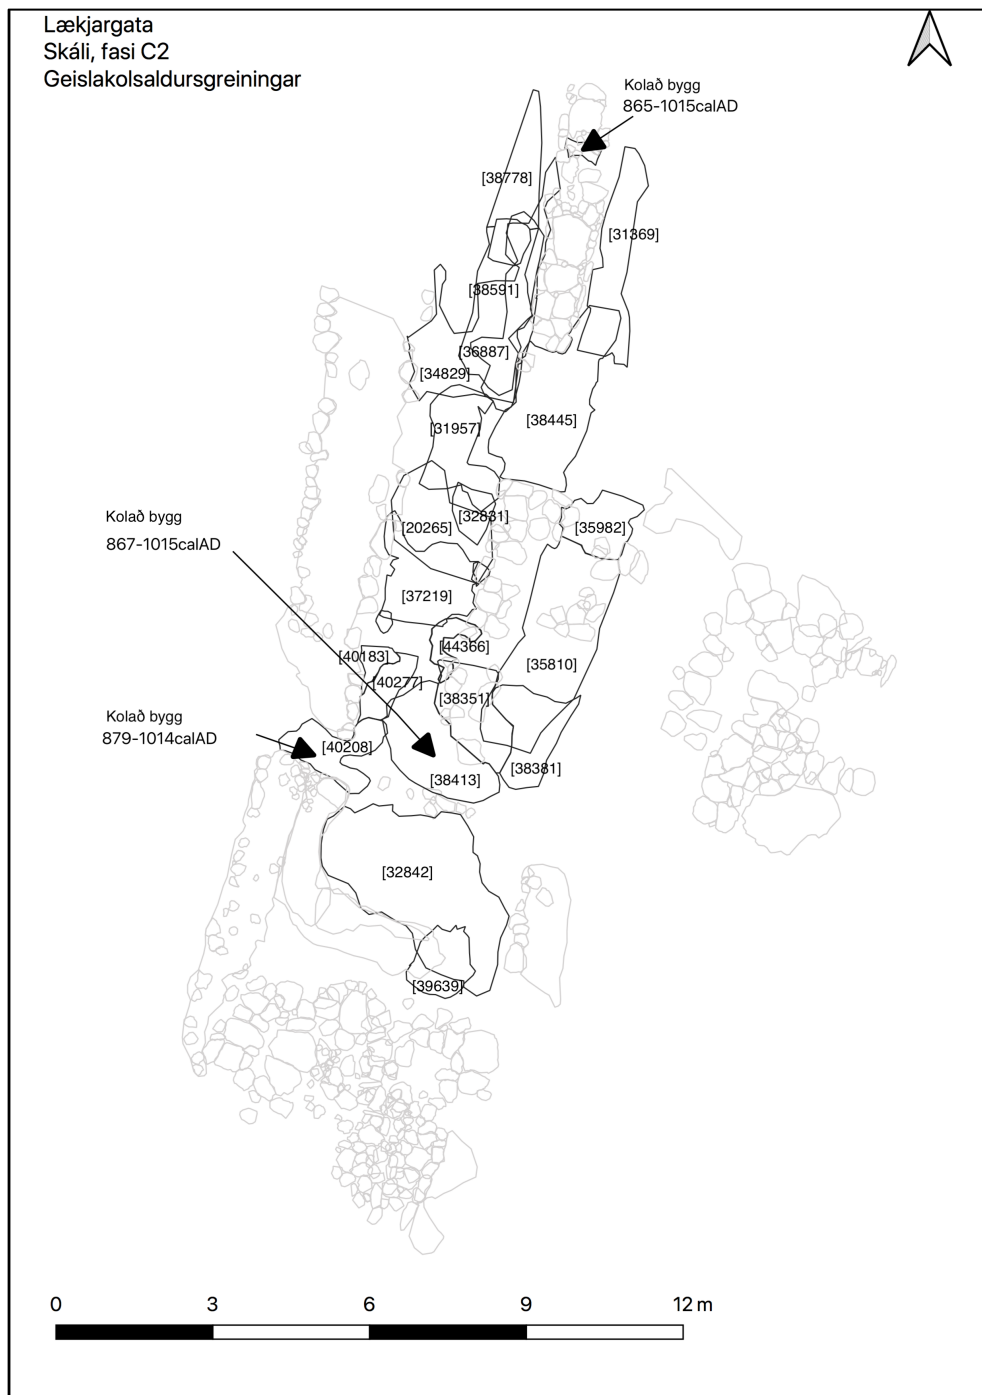 Lækjargata
Skáli, fasi C2
Geislakolsaldursgreiningar
Kolað bygg
865-1015calAD
[38778]
[31369]
[38591]
[36887]
[34829]
[38445]
[31957]
[32831]
[20265]
[35982]
Kolað bygg
867-1015calAD
[37219]
[44366]
[40183]
[35810]
[40277]
[38351]
Kolað bygg
879-1014calAD
[40208]
[38381]
[38413]
[32842]
[39639]
0 3 6 9 12 m